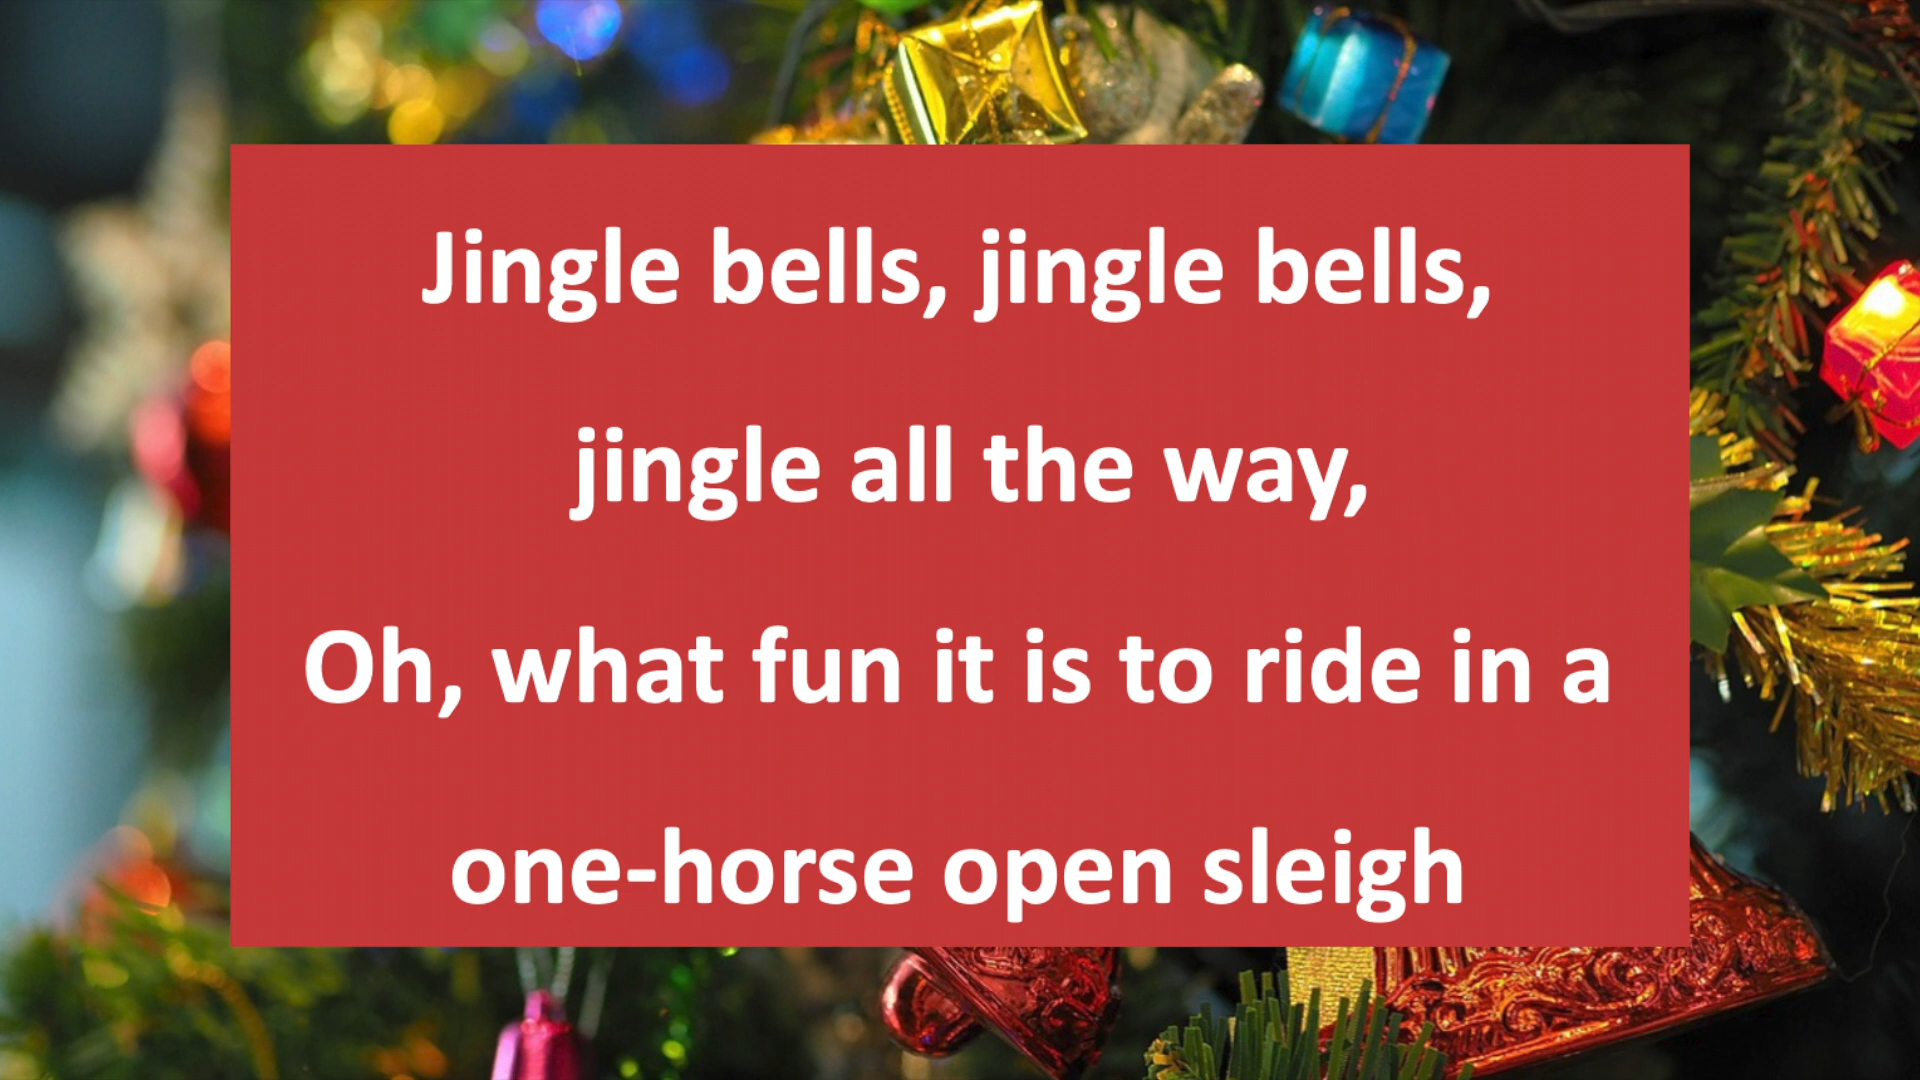 Jingle bells, jingle bells,
jingle all the way,
Oh, what fun it is to ride in a
one-horse open sleigh